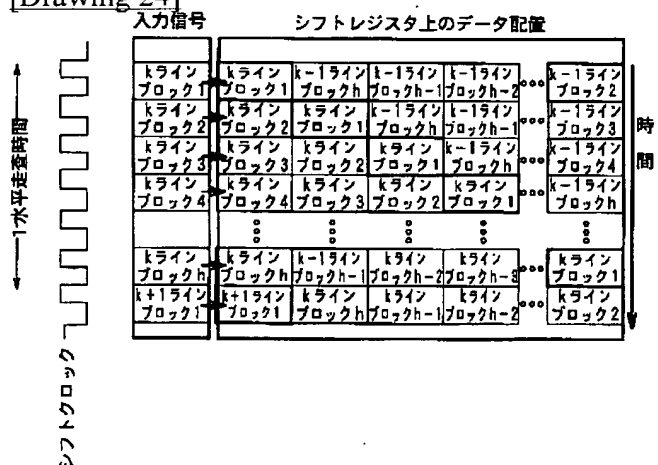 [Drawing 24]
入力信号 シフトレジスタ上のデータ配置
kライン kライン k-1ライン k-1ライン k-1ライン k-1ライン
ブロック1 ブロック1 ブロックh ブロックh-1 ブロックh-2 ブロック2
kライン kライン kライン k-1ライン k-1ライン k-1ライン
ブロック2 ブロック2 ブロック1 ブロックh ブロックh-1 ブロック3
kライン kライン kライン kライン k-1ライン k-1ライン
ブロック3 ブロック3 ブロック2 ブロック1 ブロックh ブロック4
kライン kライン kライン kライン kライン k-1ライン
ブロック4 ブロック4 ブロック3 ブロック2 ブロック1 ブロックh
kライン kライン k-1ライン kライン kライン kライン
ブロックh ブロックh ブロックh-1 ブロックh-2 ブロックh-3 ブロック1
k+1ライン k+1ライン kライン kライン kライン kライン
ブロック1 ブロック1 ブロックh ブロックh-1 ブロックh-2 ブロック2
1水平走査時間
シフトクロック
時間